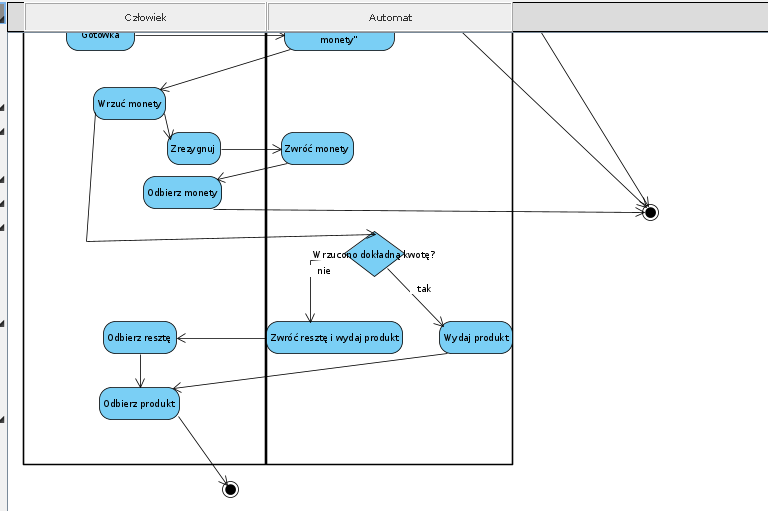 Człowiek
Automat
Gotówka
monety"
Wrzuć monety
Zrezygnuj
Zwróć monety
Odbierz monety
Wrzucono dokładną kwotę?
nie
tak
Odbierz resztę
Zwróć resztę i wydaj produkt
Wydaj produkt
Odbierz produkt